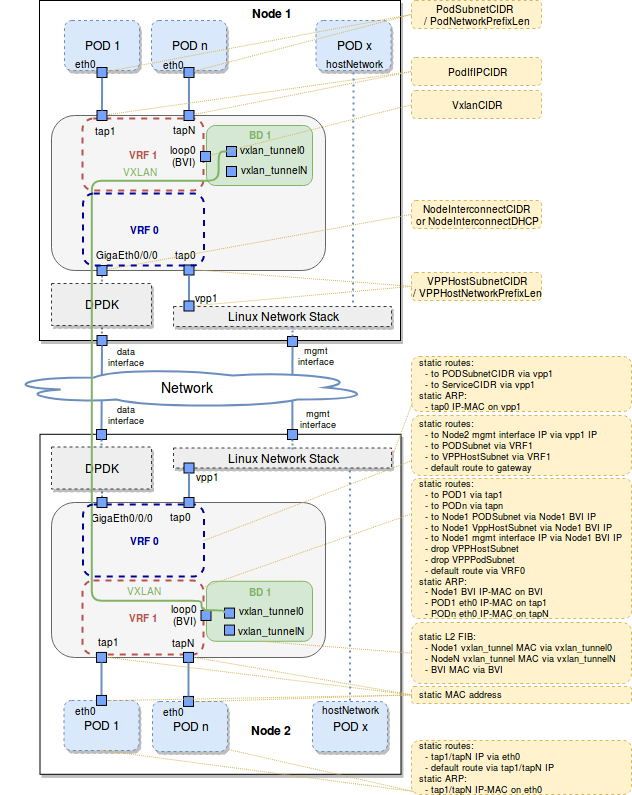 Node 1
PodSubnetCIDR
/ PodNetworkPrefixLen
POD 1
POD n
POD x
eth0
eth0
hostNetwork
PodIfIPCIDR
VxlanCIDR
tap1
tapN
BD 1
loop0
(BVI)
vxlan_tunnel0
VRF 1
VXLAN
vxlan_tunnelN
NodeInterconnectCIDR
or NodeInterconnectDHCP
VRF 0
GigaEth0/0/0
tap0
VPPHostSubnetCIDR
/ VPPHostNetworkPrefixLen
DPDK
vpp1
Linux Network Stack
data
interface
mgmt
interface
Network
static routes:
- to PODSubnetCIDR via vpp1
- to ServiceCIDR via vpp1
static ARP:
- tap0 IP-MAC on vpp1
data
interface
mgmt
interface
static routes:
- to Node2 mgmt interface IP via vpp1 IP
- to PODSubnet via VRF1
- to VPPHostSubnet via VRF1
- default route to gateway
DPDK
Linux Network Stack
vpp1
static routes:
- to POD1 via tap1
- to PODn via tapn
- to Node1 PODSubnet via Node1 BVI IP
- to Node1 VppHostSubnet via Node1 BVI IP
- to Node1 mgmt interface IP via Node1 BVI IP
- drop VPPHostSubnet
- drop VPPPodSubnet
- default route via VRF0
static ARP:
- Node1 BVI IP-MAC on BVI
- POD1 eth0 IP-MAC on tap1
- PODn eth0 IP-MAC on tapN
GigaEth0/0/0
tap0
VRF 0
VXLAN
BD 1
loop0
(BVI)
vxlan_tunnel0
VRF 1
vxlan_tunnelN
tap1
tapN
static L2 FIB:
- Node1 vxlan_tunnel MAC via vxlan_tunnel0
- NodeN vxlan_tunnel MAC via vxlan_tunnelN
- BVI MAC via BVI
static MAC address
eth0
eth0
hostNetwork
POD 1
POD n
Node 2
POD x
static routes:
- tap1/tapN IP via eth0
- default route via tap1/tapN IP
static ARP:
- tap1/tapN IP-MAC on eth0